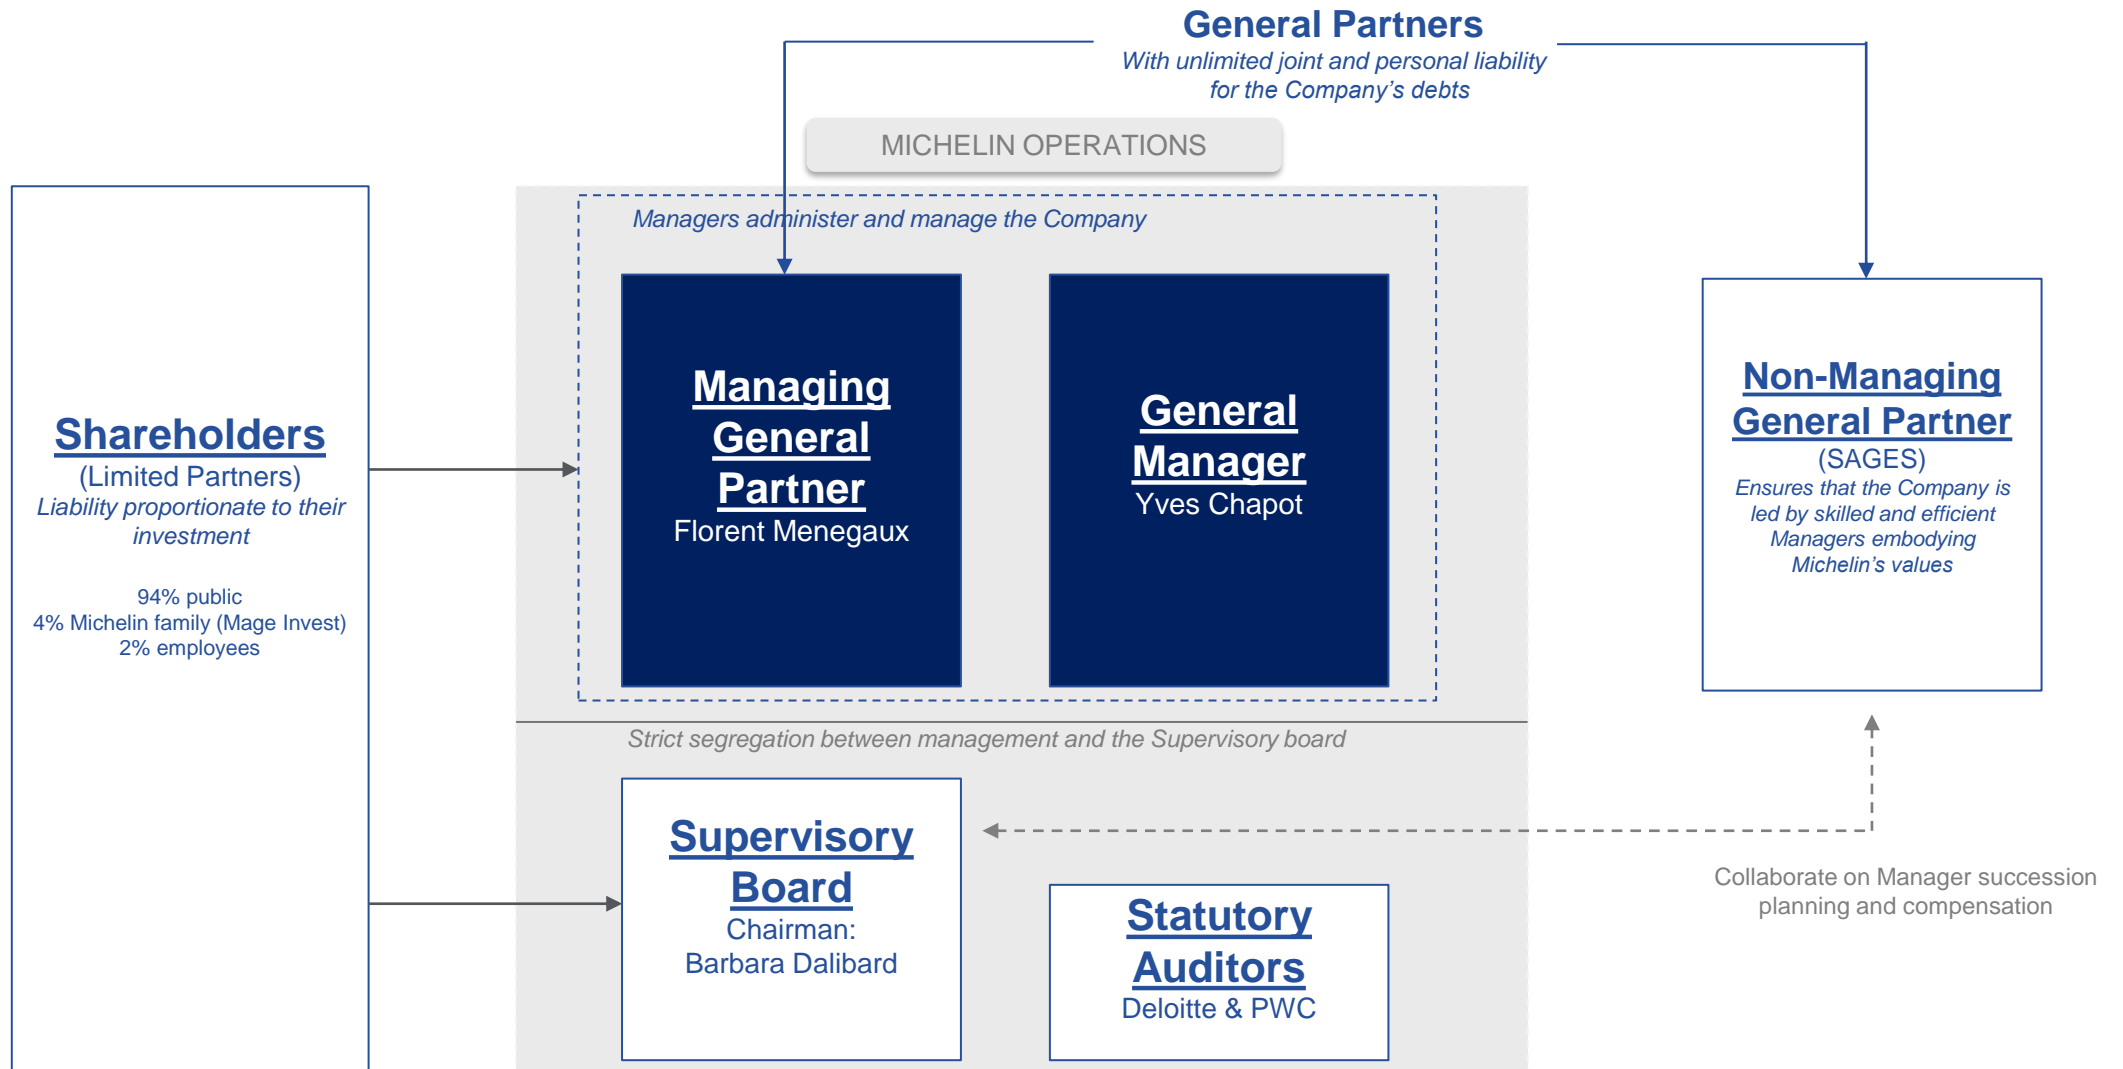 General Partners
With unlimited joint and personal liability
for the Company's debts
MICHELIN OPERATIONS
Shareholders
(Limited Partners)
Liability proportionate to their
investment
94% public
4% Michelin family (Mage Invest)
2% employees
Managers administer and manage the Company
Managing
General
Partner
Florent Menegaux
General
Manager
Yves Chapot
Non-Managing
General Partner
(SAGES)
Ensures that the Company is
led by skilled and efficient
Managers embodying
Michelin's values
Strict segregation between management and the Supervisory board
Supervisory
Board
Chairman:
Barbara Dalibard
Statutory
Auditors
Deloitte & PWC
Collaborate on Manager succession
planning and compensation